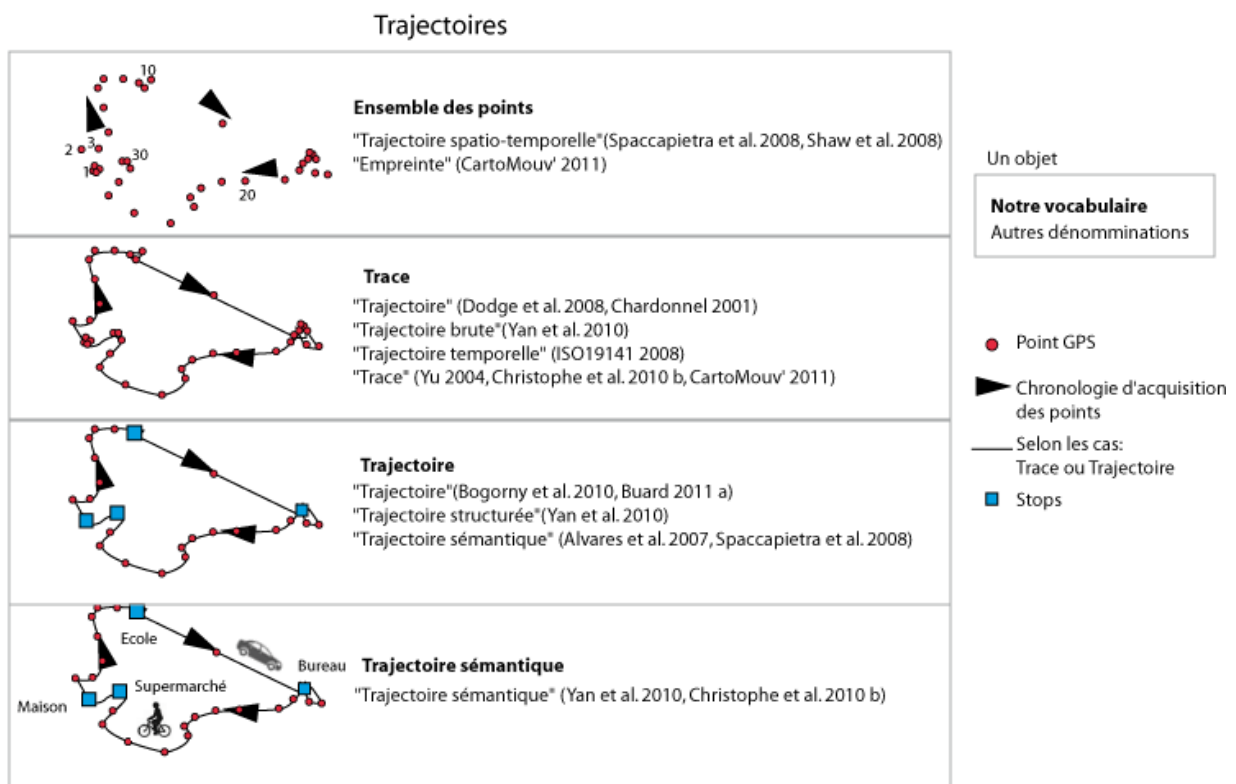 Trajectoires
10
2
3
30
1
20
Ensemble des points
"Trajectoire spatio-temporelle"(Spaccapietra et al. 2008, Shaw et al. 2008)
"Empreinte" (CartoMouv' 2011)
Trace
"Trajectoire" (Dodge et al. 2008, Chardonnel 2001)
"Trajectoire brute"(Yan et al. 2010)
"Trajectoire temporelle" (ISO19141 2008)
"Trace" (Yu 2004, Christophe et al. 2010 b, CartoMouv' 2011)
Trajectoire
"Trajectoire"(Bogorny et al. 2010, Buard 2011 a)
"Trajectoire structurée"(Yan et al. 2010)
"Trajectoire sémantique" (Alvares et al. 2007, Spaccapietra et al. 2008)
Ecole
Bureau
Supermarché
Maison
Trajectoire sémantique
"Trajectoire sémantique" (Yan et al. 2010, Christophe et al. 2010 b)
Un objet
Notre vocabulaire
Autres dénomminations
Point GPS
Chronologie d'acquisition
des points
Selon les cas:
Trace ou Trajectoire
Stops